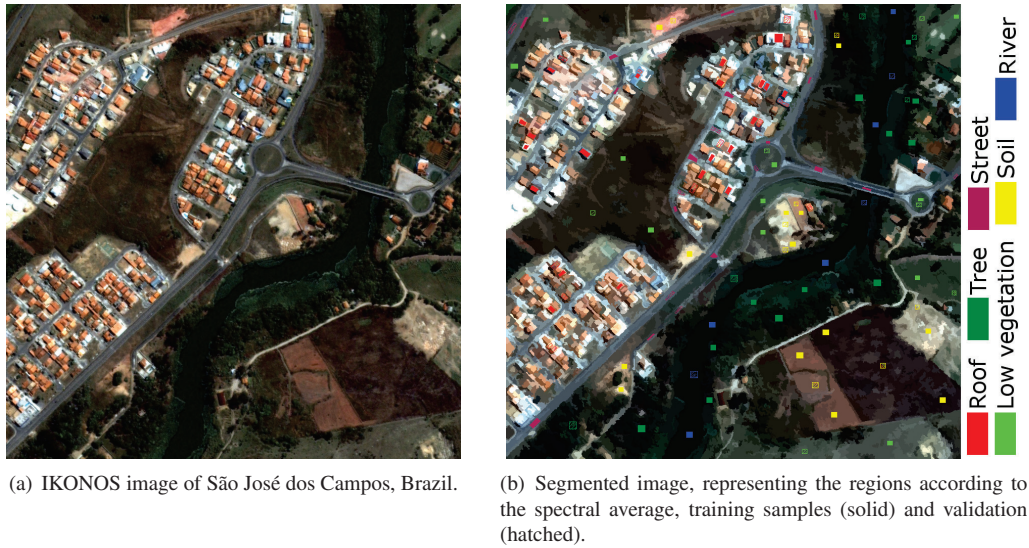 Roof
Tree
Street
Low vegetation
Soil
River
(a) IKONOS image of São José dos Campos, Brazil.
(b) Segmented image, representing the regions according to
the spectral average, training samples (solid) and validation
(hatched).